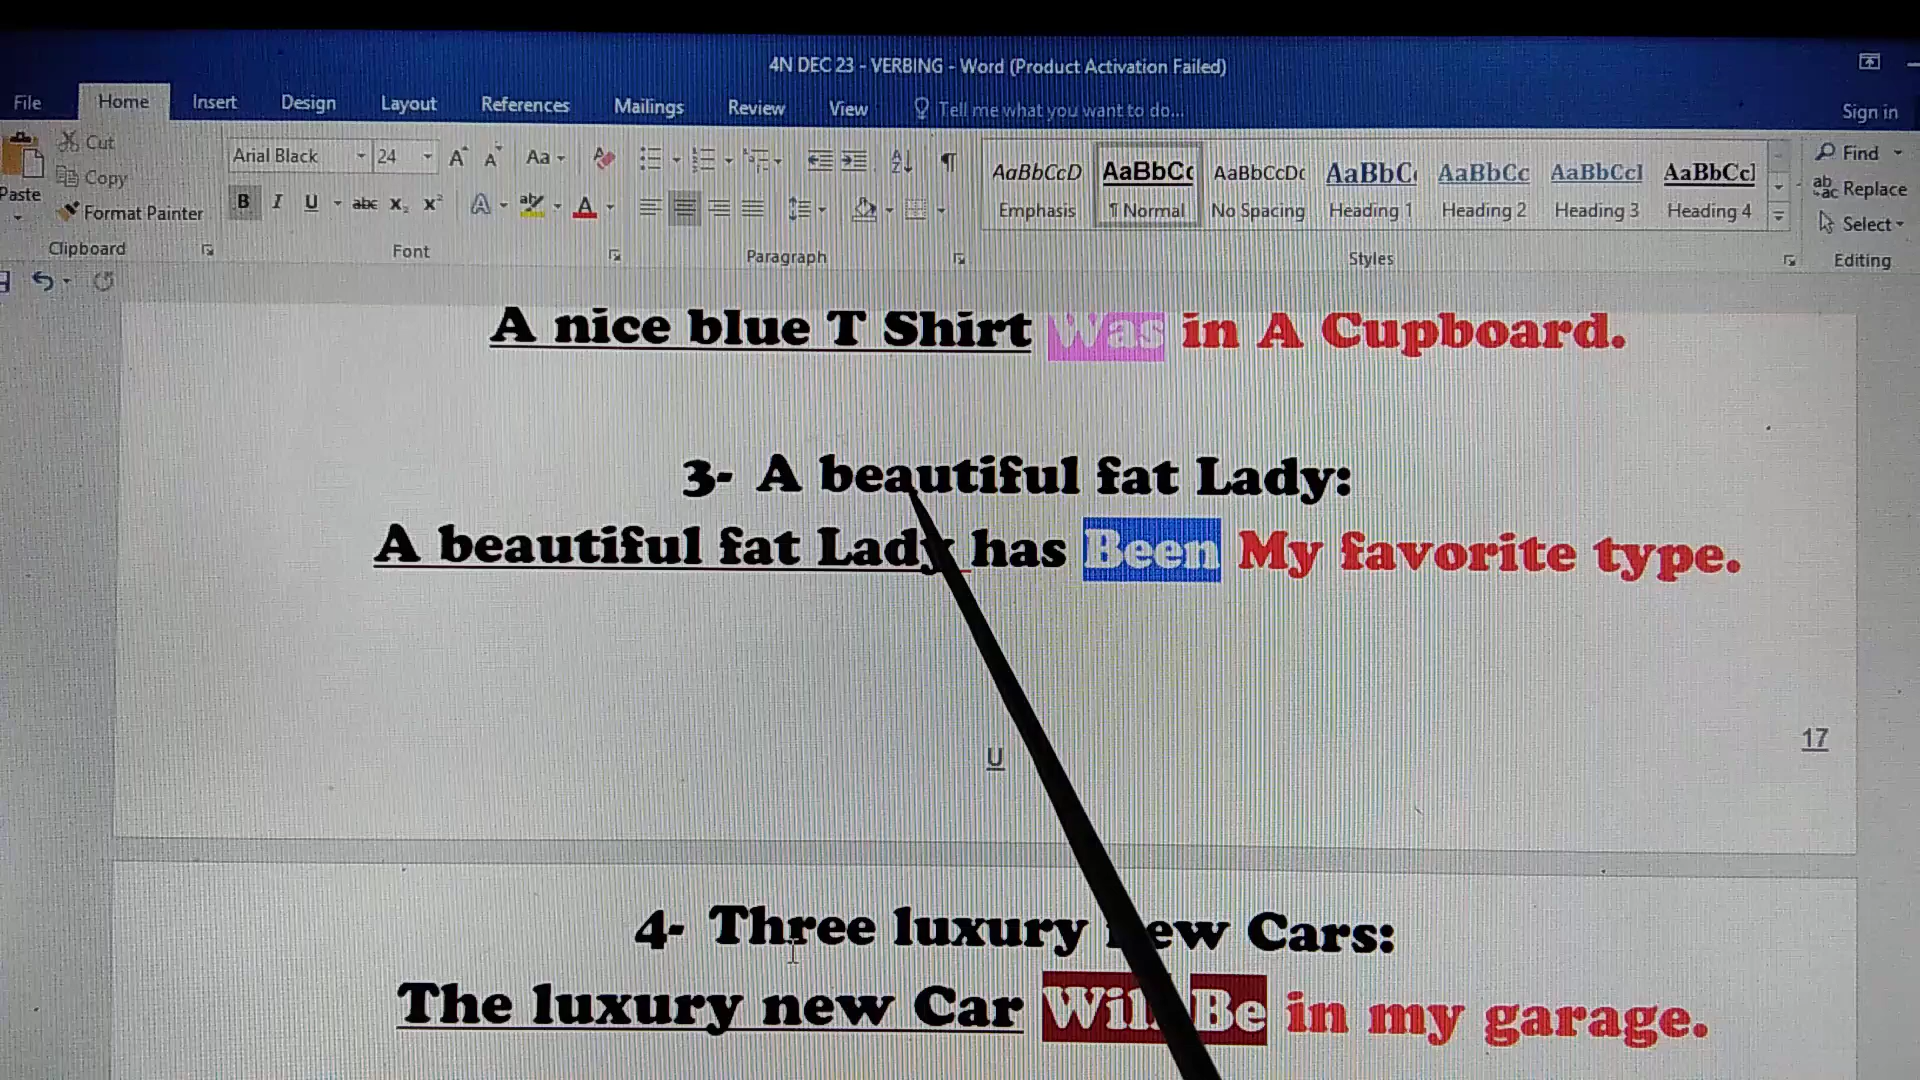 4N DEC 23 - VERBING - Word (Product Activation Failed)
File Home Insert Design Layout References Mailings Review View Tell me what you want to do... Sign in
Cut
Copy
Paste
Format Painter
Clipboard
Arial Black 24
Font
Paragraph
AaBbCcD AaBbCc AaBbCcDc AaBbC AaBbCc AaBbCcl AaBbCcl
Emphasis ¶ Normal No Spacing Heading 1 Heading 2 Heading 3 Heading 4
Styles
Find
Replace
Select
Editing
A nice blue T Shirt Was in A Cupboard.
3- A beautiful fat Lady:
A beautiful fat Lady has Been My favorite type.
U
17
4- Three luxury new Cars:
The luxury new Car Will Be in my garage.